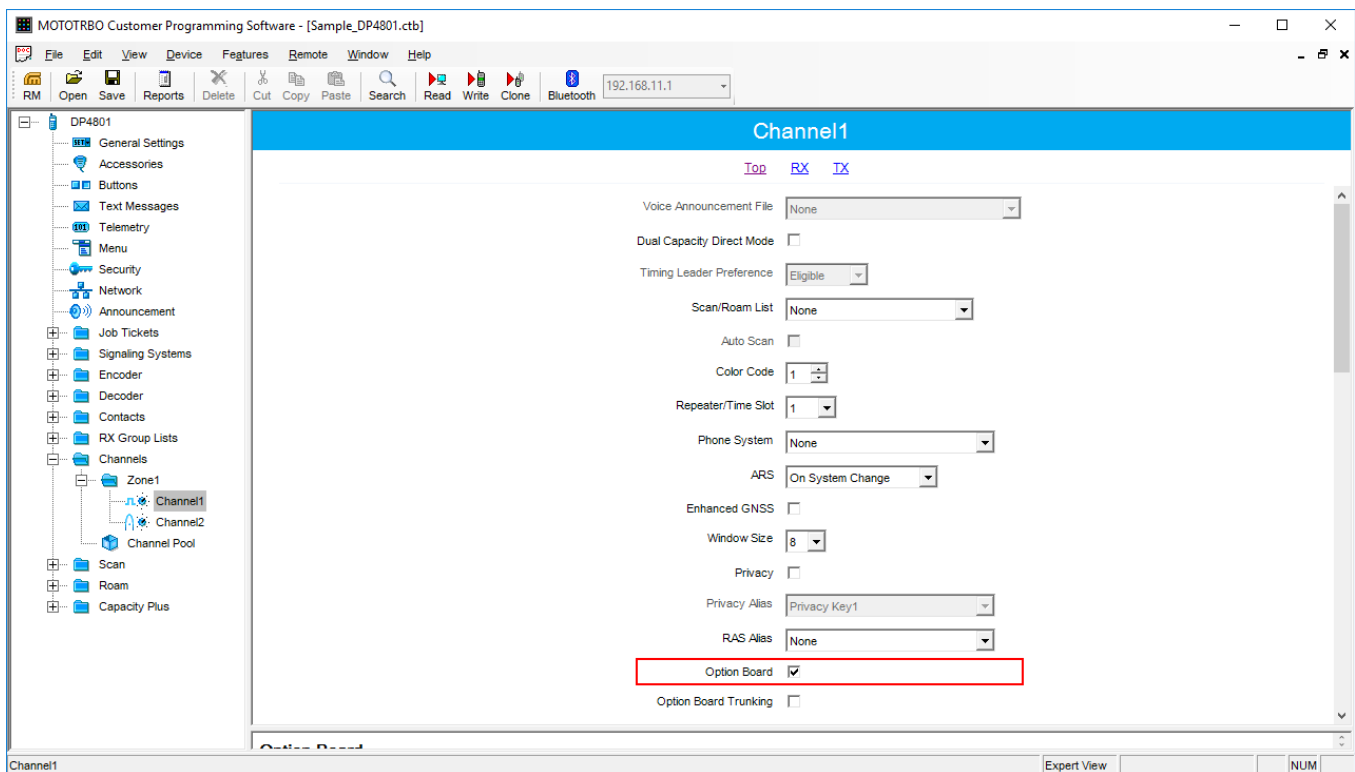 MOTOTRBO Customer Programming Software - [Sample_DP4801.ctb]
File Edit View Device Features Remote Window Help
RM Open Save Reports Delete Cut Copy Paste Search Read Write Clone Bluetooth 192.168.11.1
DP4801
General Settings
Accessories
Buttons
Text Messages
Telemetry
Menu
Security
Network
Announcement
Job Tickets
Signaling Systems
Encoder
Decoder
Contacts
RX Group Lists
Channels
Zone1
Channel1
Channel2
Channel Pool
Scan
Roam
Capacity Plus
Channel1
Top RX TX
Voice Announcement File None
Dual Capacity Direct Mode
Timing Leader Preference Eligible
Scan/Roam List None
Auto Scan
Color Code 1
Repeater/Time Slot 1
Phone System None
ARS On System Change
Enhanced GNSS
Window Size 8
Privacy
Privacy Alias Privacy Key1
RAS Alias None
Option Board
Option Board Trunking
Option Board
Channel1 Expert View NUM